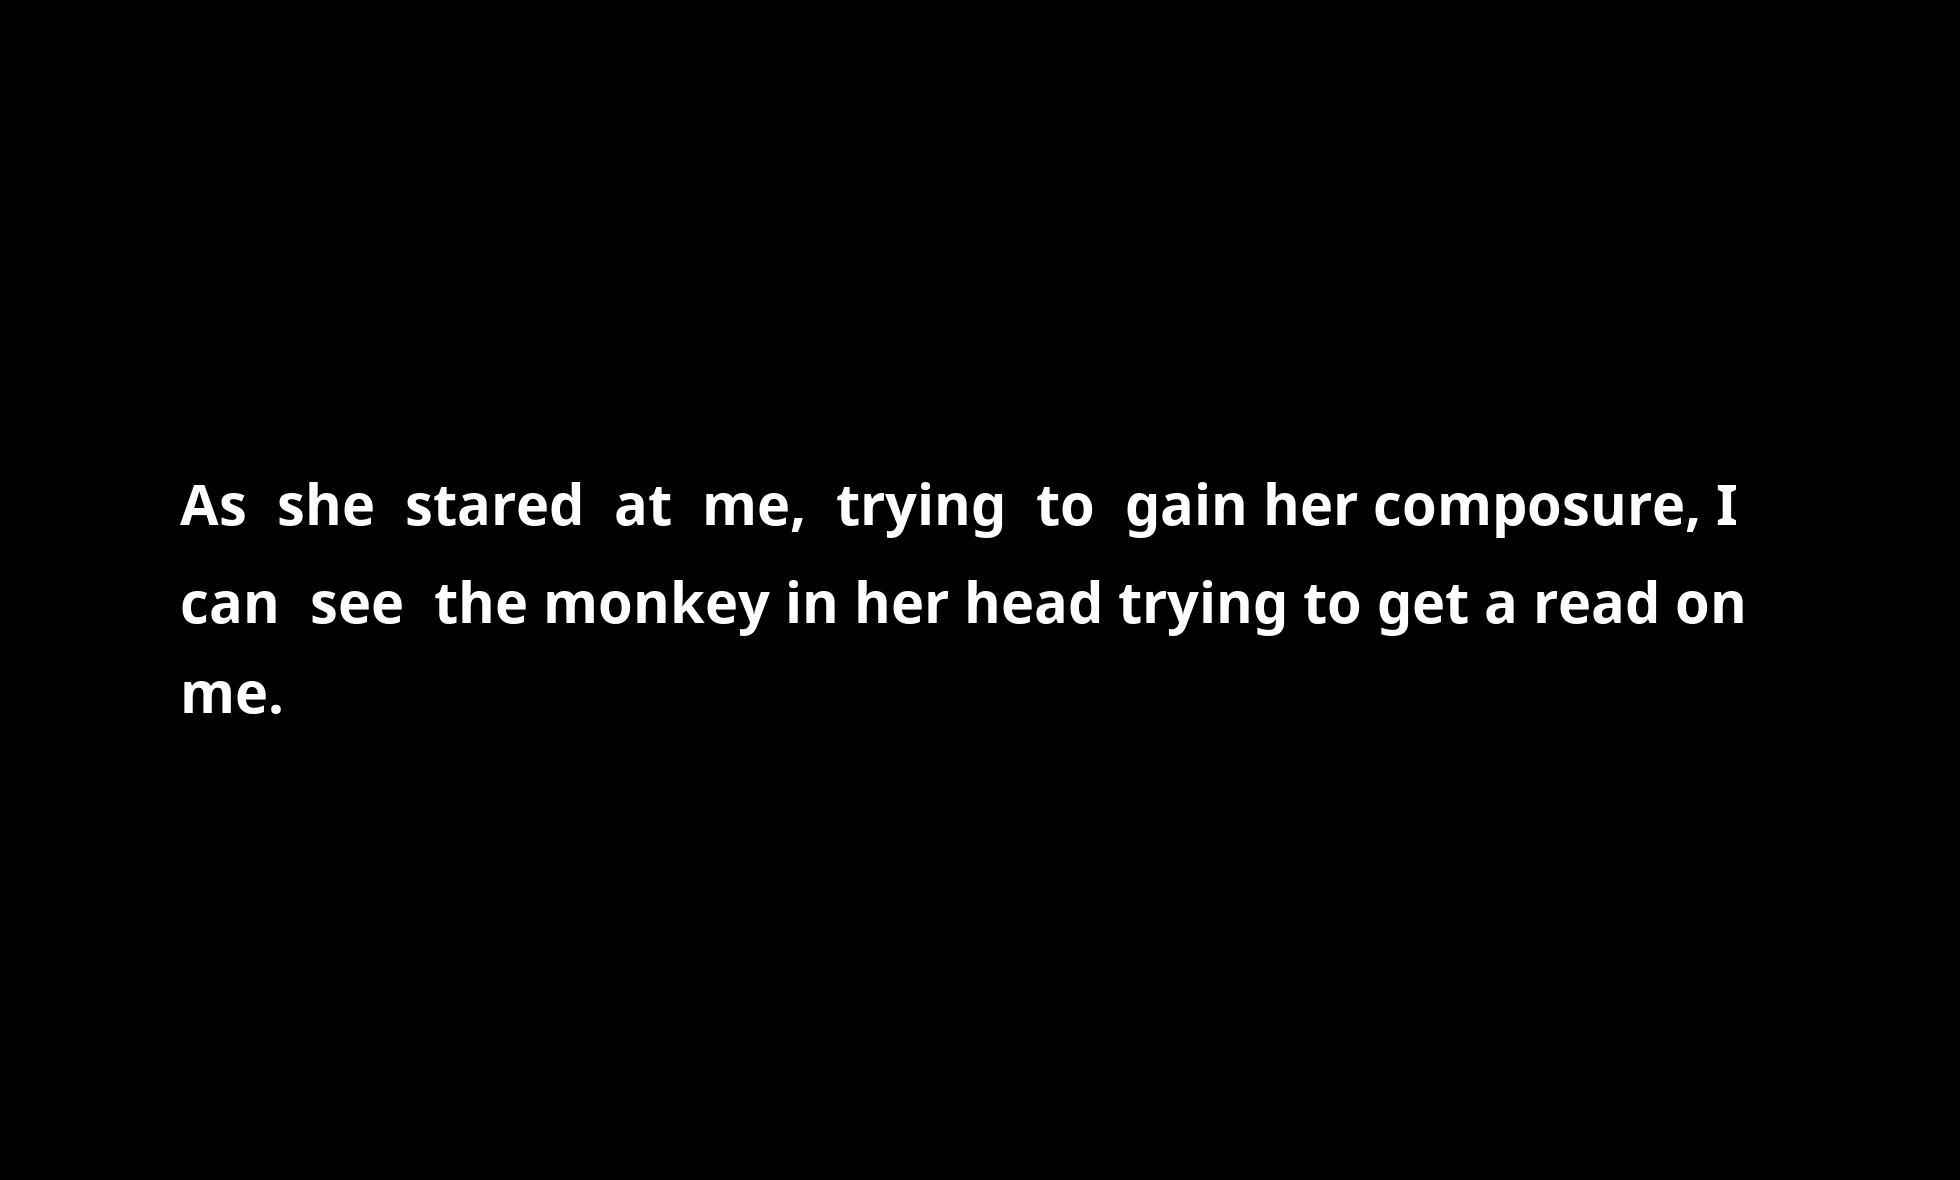 As she stared at me, trying to gain her composure, I
can see the monkey in her head trying to get a read on
me.